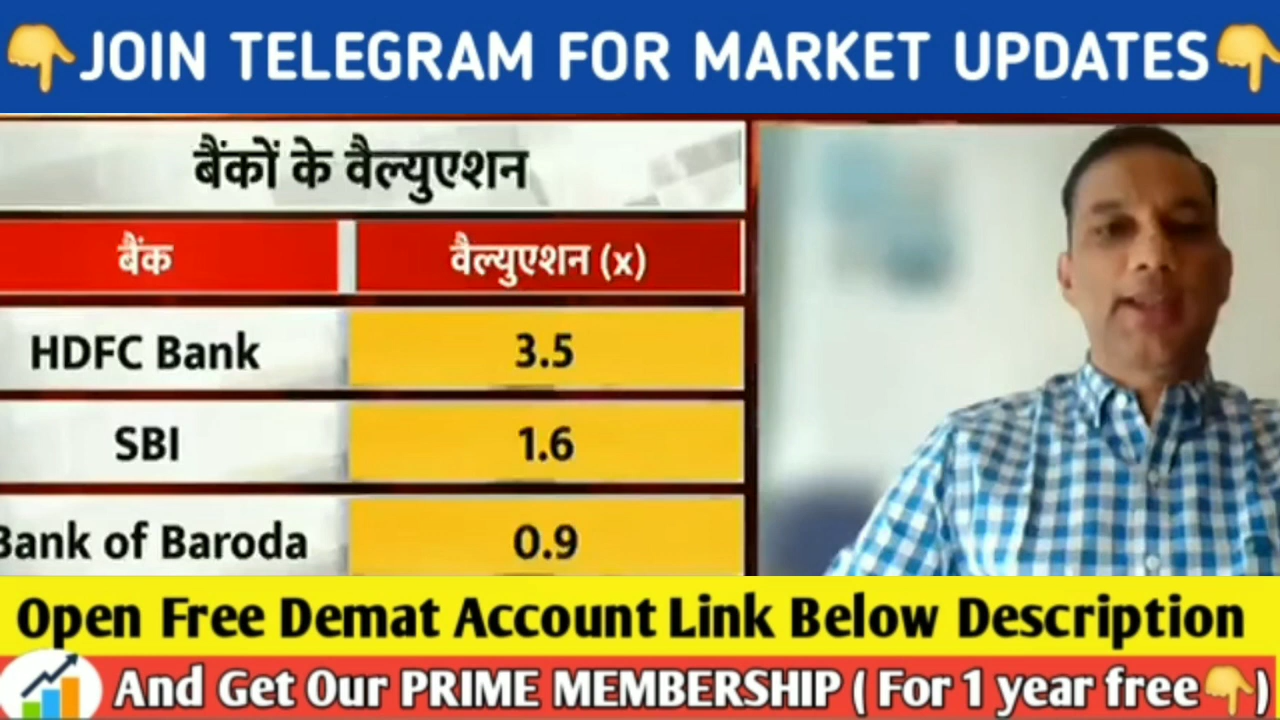 👇JOIN TELEGRAM FOR MARKET UPDATES👇
बैंकों के वैल्युएशन
बैंक वैल्युएशन (x)
HDFC Bank 3.5
SBI 1.6
Bank of Baroda 0.9
Open Free Demat Account Link Below Description
And Get Our PRIME MEMBERSHIP ( For 1 year free👇)